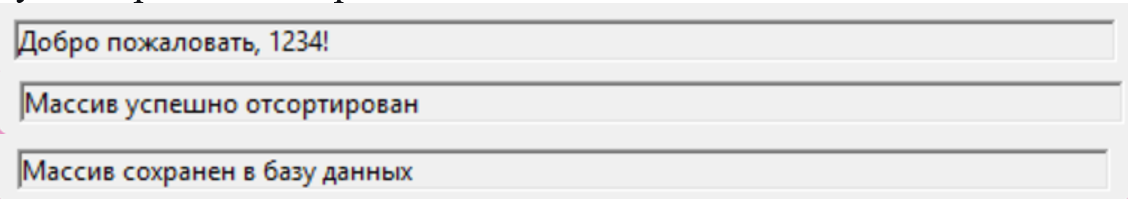 Добро пожаловать, 1234!
Массив успешно отсортирован
Массив сохранен в базу данных